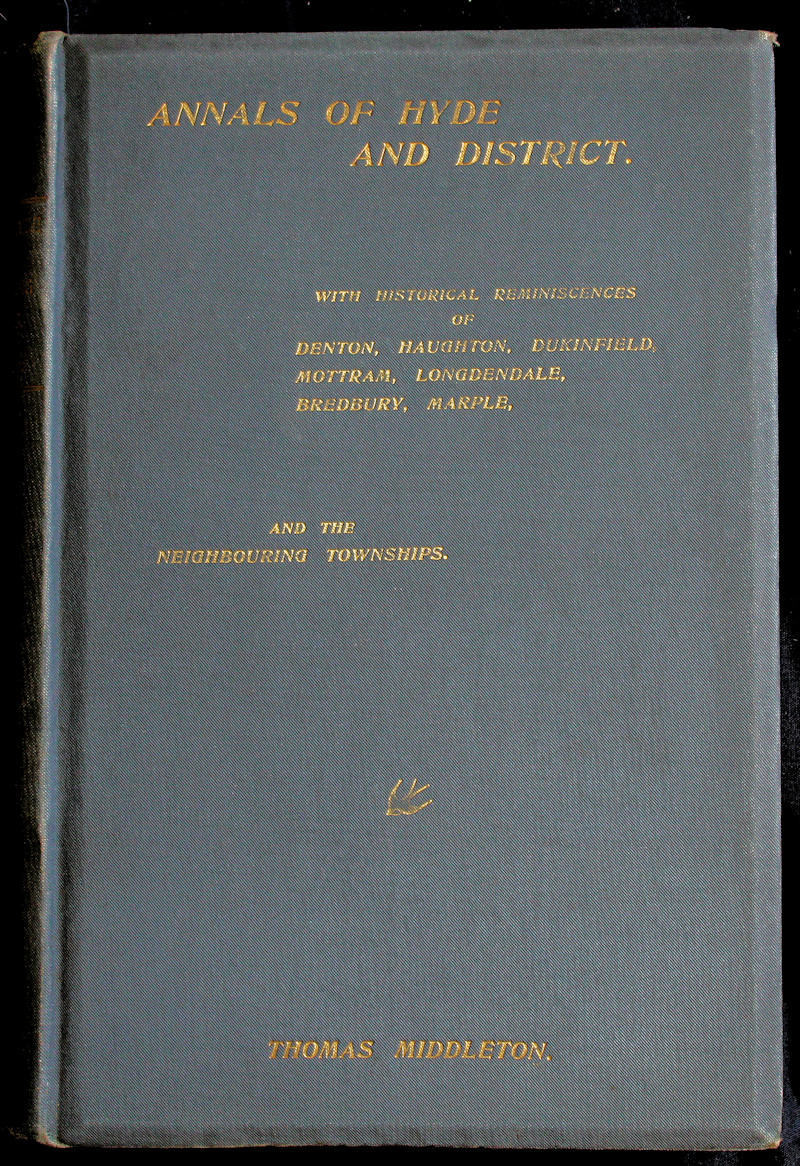 ANNALS OF HYDE
AND DISTRICT.
WITH HISTORICAL REMINISCENCES
OF
DENTON, HAUGHTON, DUKINFIELD,
MOTTRAM, LONGDENDALE,
BREDBURY, MARPLE,
AND THE
NEIGHBOURING TOWNSHIPS.
THOMAS MIDDLETON.